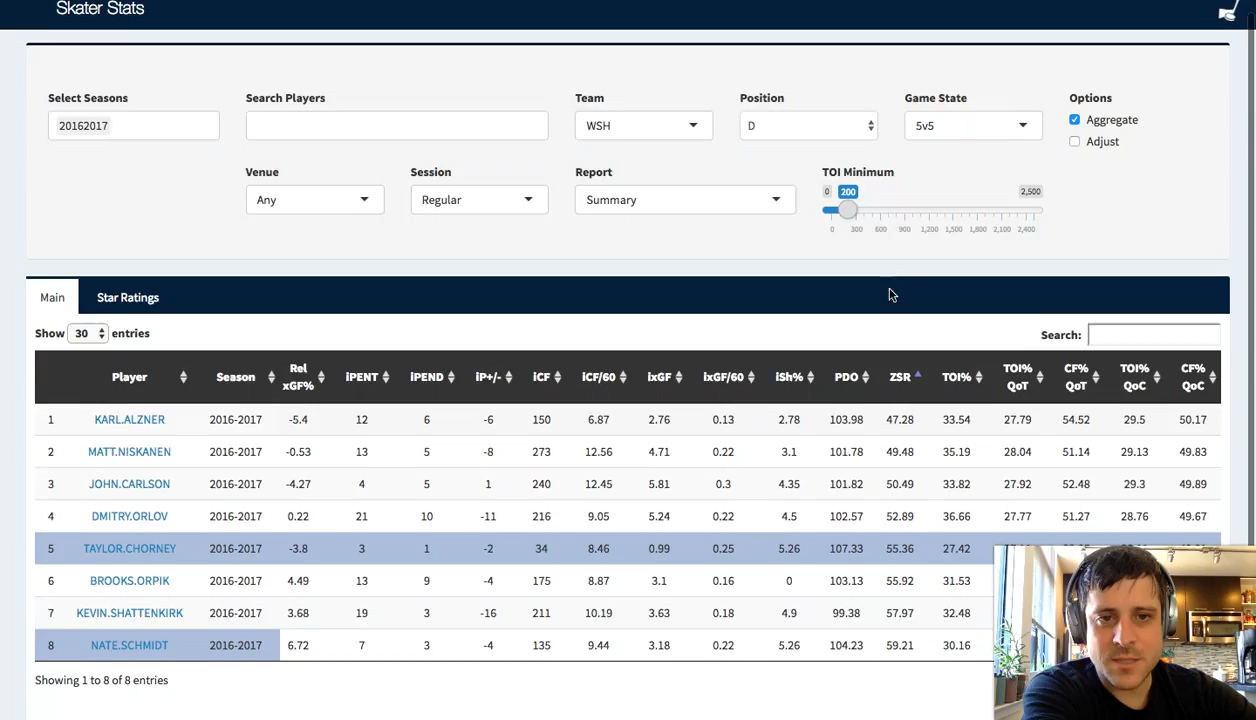 Skater Stats
Select Seasons Search Players Team Position Game State Options
20162017 WSH D 5v5 Aggregate
Adjust
Venue Session Report TOI Minimum
Any Regular Summary 0 200 2,500
0 300 600 900 1,200 1,500 1,800 2,100 2,400
Main Star Ratings
Show 30 entries Search:
Player Season Rel xGF% iPENT iPEND iP+/- iCF iCF/60 ixGF ixGF/60 iSh% PDO ZSR TOI% TOI% QoT CF% QoT TOI% QoC CF% QoC
1 KARL.ALZNER 2016-2017 -5.4 12 6 -6 150 6.87 2.76 0.13 2.78 103.98 47.28 33.54 27.79 54.52 29.5 50.17
2 MATT.NISKANEN 2016-2017 -0.53 13 5 -8 273 12.56 4.71 0.22 3.1 101.78 49.48 35.19 28.04 51.14 29.13 49.83
3 JOHN.CARLSON 2016-2017 -4.27 4 5 1 240 12.45 5.81 0.3 4.35 101.82 50.49 33.82 27.92 52.48 29.3 49.89
4 DMITRY.ORLOV 2016-2017 0.22 21 10 -11 216 9.05 5.24 0.22 4.5 102.57 52.89 36.66 27.77 51.27 28.76 49.67
5 TAYLOR.CHORNEY 2016-2017 -3.8 3 1 -2 34 8.46 0.99 0.25 5.26 107.33 55.36 27.42
6 BROOKS.ORPIK 2016-2017 4.49 13 9 -4 175 8.87 3.1 0.16 0 103.13 55.92 31.53
7 KEVIN.SHATTENKIRK 2016-2017 3.68 19 3 -16 211 10.19 3.63 0.18 4.9 99.38 57.97 32.48
8 NATE.SCHMIDT 2016-2017 6.72 7 3 -4 135 9.44 3.18 0.22 5.26 104.23 59.21 30.16
Showing 1 to 8 of 8 entries